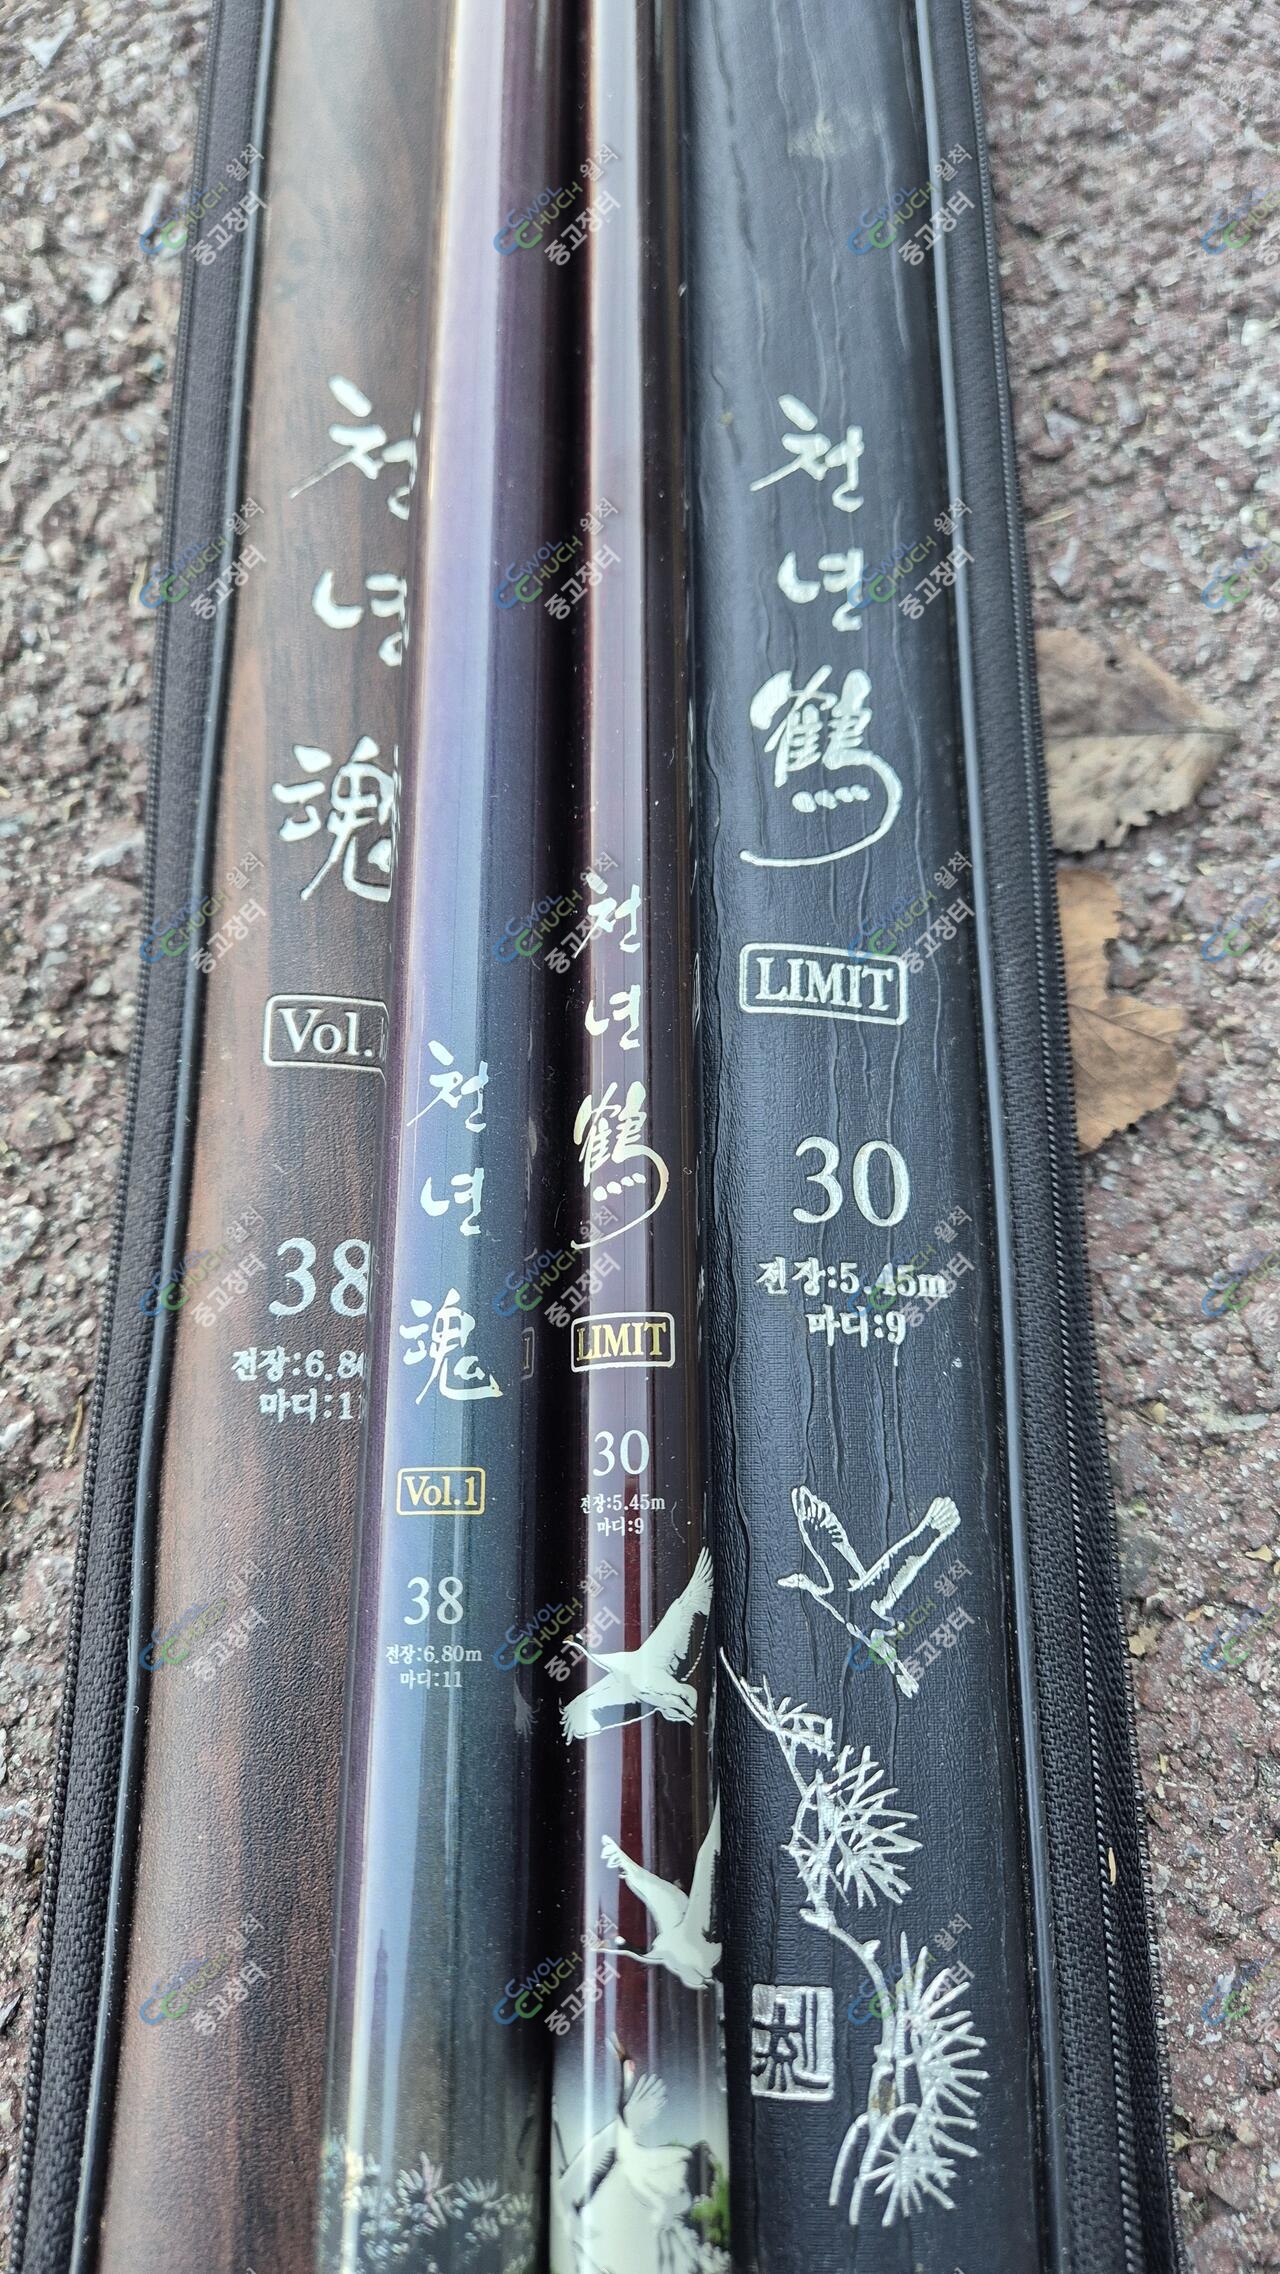 천
년
魂
Vol.
38
전장:6.8
마디:1
천
년
魂
Vol.1
38
전장:6.80m
마디:11
천
년
鶴
LIMIT
30
전장:5.45m
마디:9
천
년
鶴
LIMIT
30
전장:5.45m
마디:9
CWOL
CHUCH 월척
중고장터